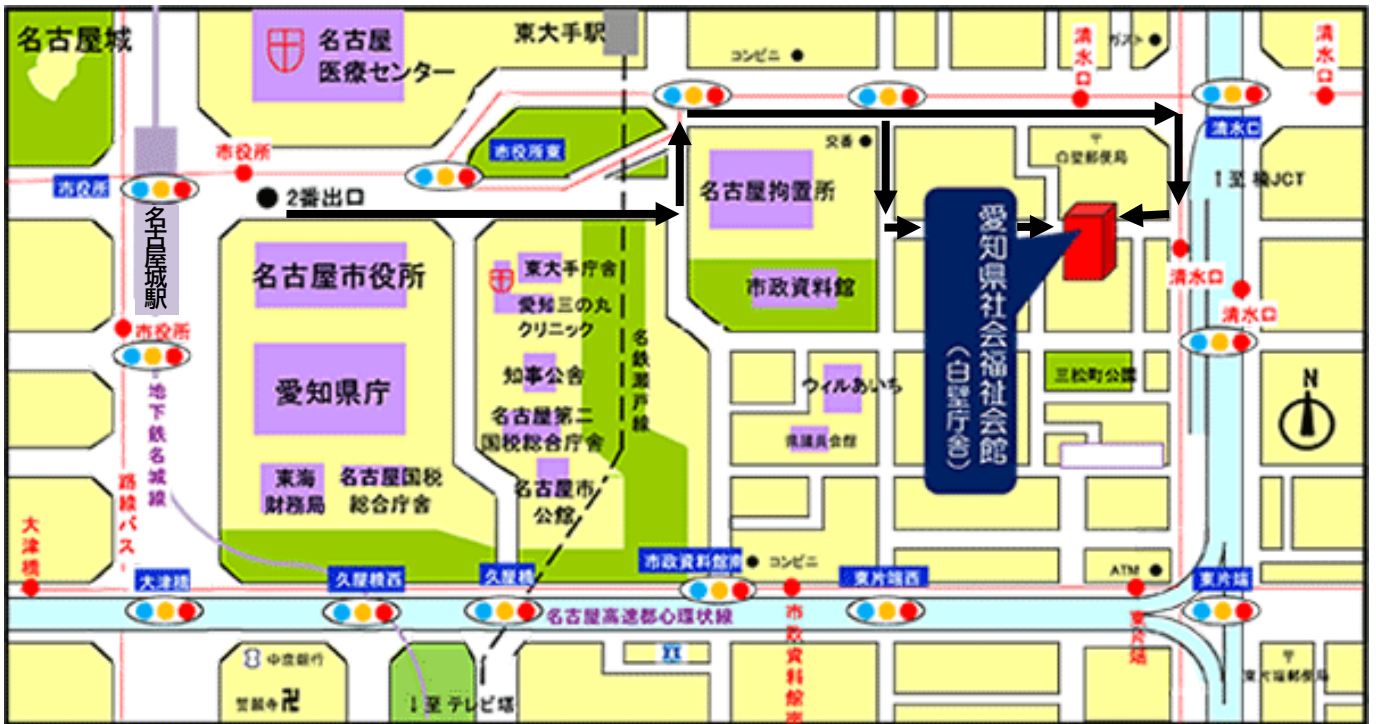 名古屋城
名古屋
医療センター
東大手駅
コンビニ
清水口
ガスト
清水口
清水口
市役所
市役所
市役所東
2番出口
名古屋城駅
交番
名古屋拘置所
〒
白壁郵便局
↑至 楠JCT
名古屋市役所
東大手庁舎
愛知三の丸
クリニック
市政資料館
愛知県社会福祉会館
(白壁庁舎)
清水口
清水口
市役所
地下鉄名城線
愛知県庁
知事公舎
名鉄瀬戸線
名古屋第二
国税総合庁舎
ウィルあいち
県議員会館
三松町公園
N
東海
財務局
名古屋国税
総合庁舎
名古屋市
公館
路線バス
大津橋
大津橋
久屋橋西
久屋橋
市政資料館南
コンビニ
東片端西
ATM
東片端
名古屋高速都心環状線
市政資料館南
東片端
中京銀行
卍
↓至 テレビ塔
〒
東片端郵便局